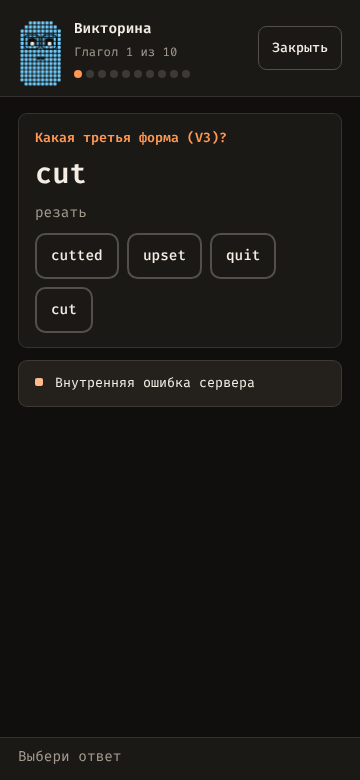 Викторина
Глагол 1 из 10
Закрыть
Какая третья форма (V3)?
cut
резать
cutted
upset
quit
cut
Внутренняя ошибка сервера
Выбери ответ